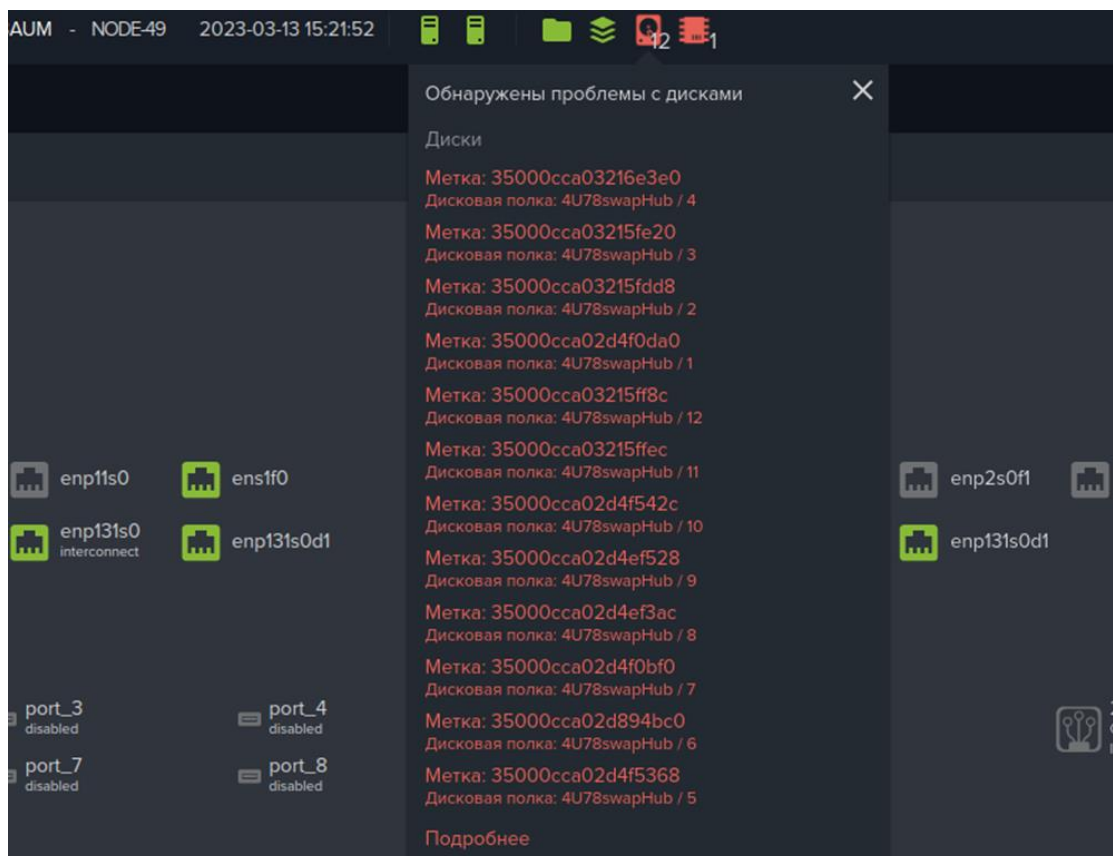 AUM - NODE-49 2023-03-13 15:21:52
12
1
Обнаружены проблемы с дисками
Диски
Метка: 35000cca03216e3e0
Дисковая полка: 4U78swapHub / 4
Метка: 35000cca03215fe20
Дисковая полка: 4U78swapHub / 3
Метка: 35000cca03215fdd8
Дисковая полка: 4U78swapHub / 2
Метка: 35000cca02d4f0da0
Дисковая полка: 4U78swapHub / 1
Метка: 35000cca03215ff8c
Дисковая полка: 4U78swapHub / 12
Метка: 35000cca03215ffec
Дисковая полка: 4U78swapHub / 11
Метка: 35000cca02d4f542c
Дисковая полка: 4U78swapHub / 10
Метка: 35000cca02d4ef528
Дисковая полка: 4U78swapHub / 9
Метка: 35000cca02d4ef3ac
Дисковая полка: 4U78swapHub / 8
Метка: 35000cca02d4f0bf0
Дисковая полка: 4U78swapHub / 7
Метка: 35000cca02d894bc0
Дисковая полка: 4U78swapHub / 6
Метка: 35000cca02d4f5368
Дисковая полка: 4U78swapHub / 5
Подробнее
enp11s0
ens1f0
enp131s0
interconnect
enp131s0d1
port_3
disabled
port_4
disabled
port_7
disabled
port_8
disabled
enp2s0f1
enp131s0d1